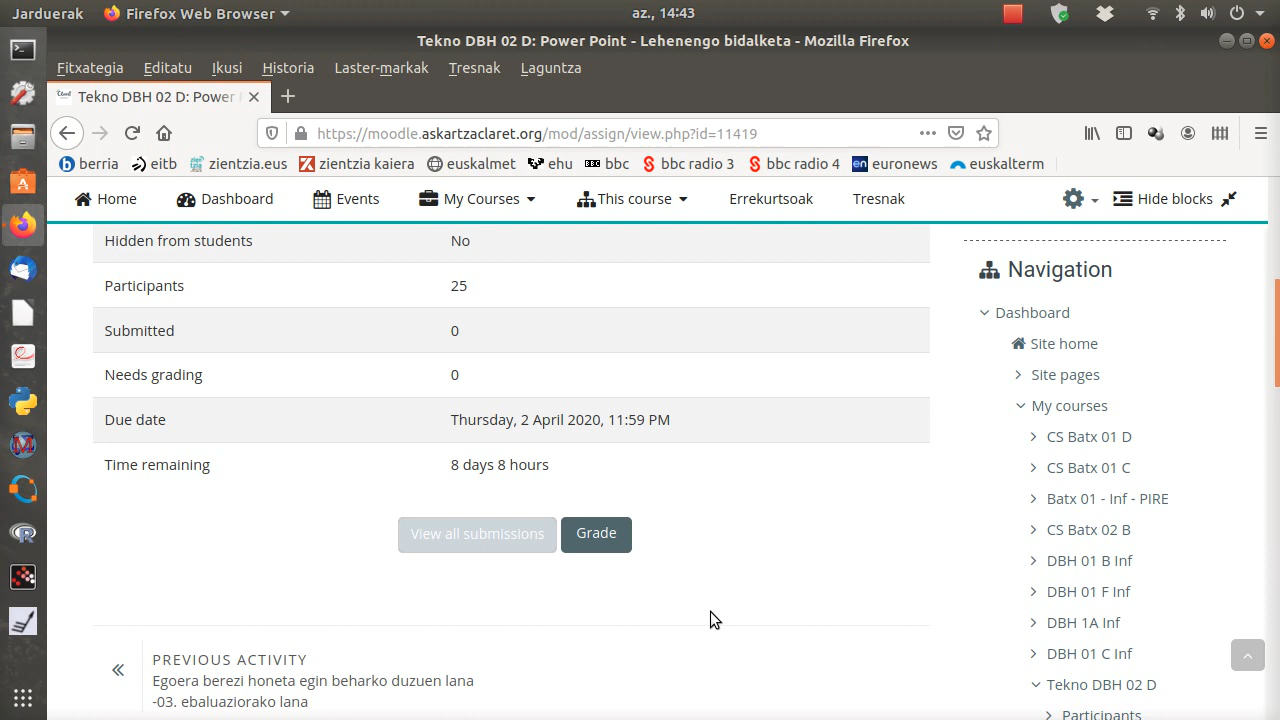 Jarduerak Firefox Web Browser az., 14:43
Tekno DBH 02 D: Power Point - Lehenengo bidalketa - Mozilla Firefox
Fitxategia Editatu Ikusi Historia Laster-markak Tresnak Laguntza
Tekno DBH 02 D: Power
https://moodle.askartzaclaret.org/mod/assign/view.php?id=11419
berria eitb zientzia.eus zientzia kaiera euskalmet ehu bbc bbc radio 3 bbc radio 4 euronews euskalterm
Home Dashboard Events My Courses This course Errekurtsoak Tresnak Hide blocks
Hidden from students No
Participants 25
Submitted 0
Needs grading 0
Due date Thursday, 2 April 2020, 11:59 PM
Time remaining 8 days 8 hours
View all submissions Grade
PREVIOUS ACTIVITY
Egoera berezi honeta egin beharko duzuen lana
-03. ebaluaziorako lana
Navigation
Dashboard
Site home
Site pages
My courses
CS Batx 01 D
CS Batx 01 C
Batx 01 - Inf - PIRE
CS Batx 02 B
DBH 01 B Inf
DBH 01 F Inf
DBH 1A Inf
DBH 01 C Inf
Tekno DBH 02 D
Participants